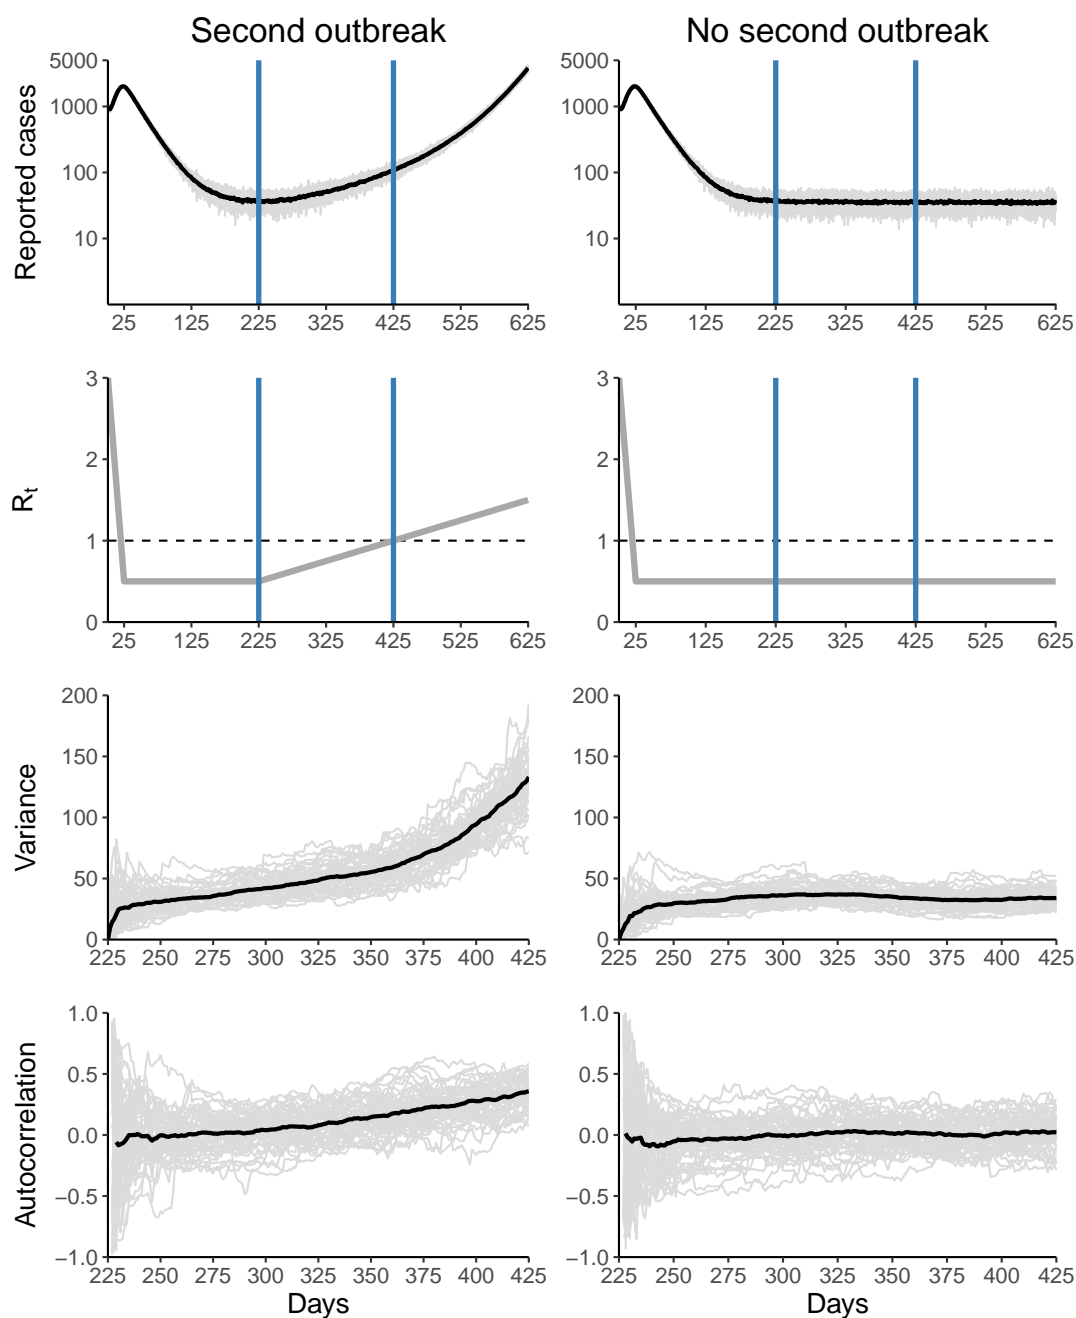 Second outbreak No second outbreak
Reported cases
5000 1000 100 10
25 125 225 325 425 525 625
5000 1000 100 10
25 125 225 325 425 525 625
Rt
3 2 1 0
25 125 225 325 425 525 625
3 2 1 0
25 125 225 325 425 525 625
Variance
200 150 100 50 0
225 250 275 300 325 350 375 400 425
200 150 100 50 0
225 250 275 300 325 350 375 400 425
Autocorrelation
1.0 0.5 0.0 −0.5 −1.0
225 250 275 300 325 350 375 400 425
1.0 0.5 0.0 −0.5 −1.0
225 250 275 300 325 350 375 400 425
Days Days